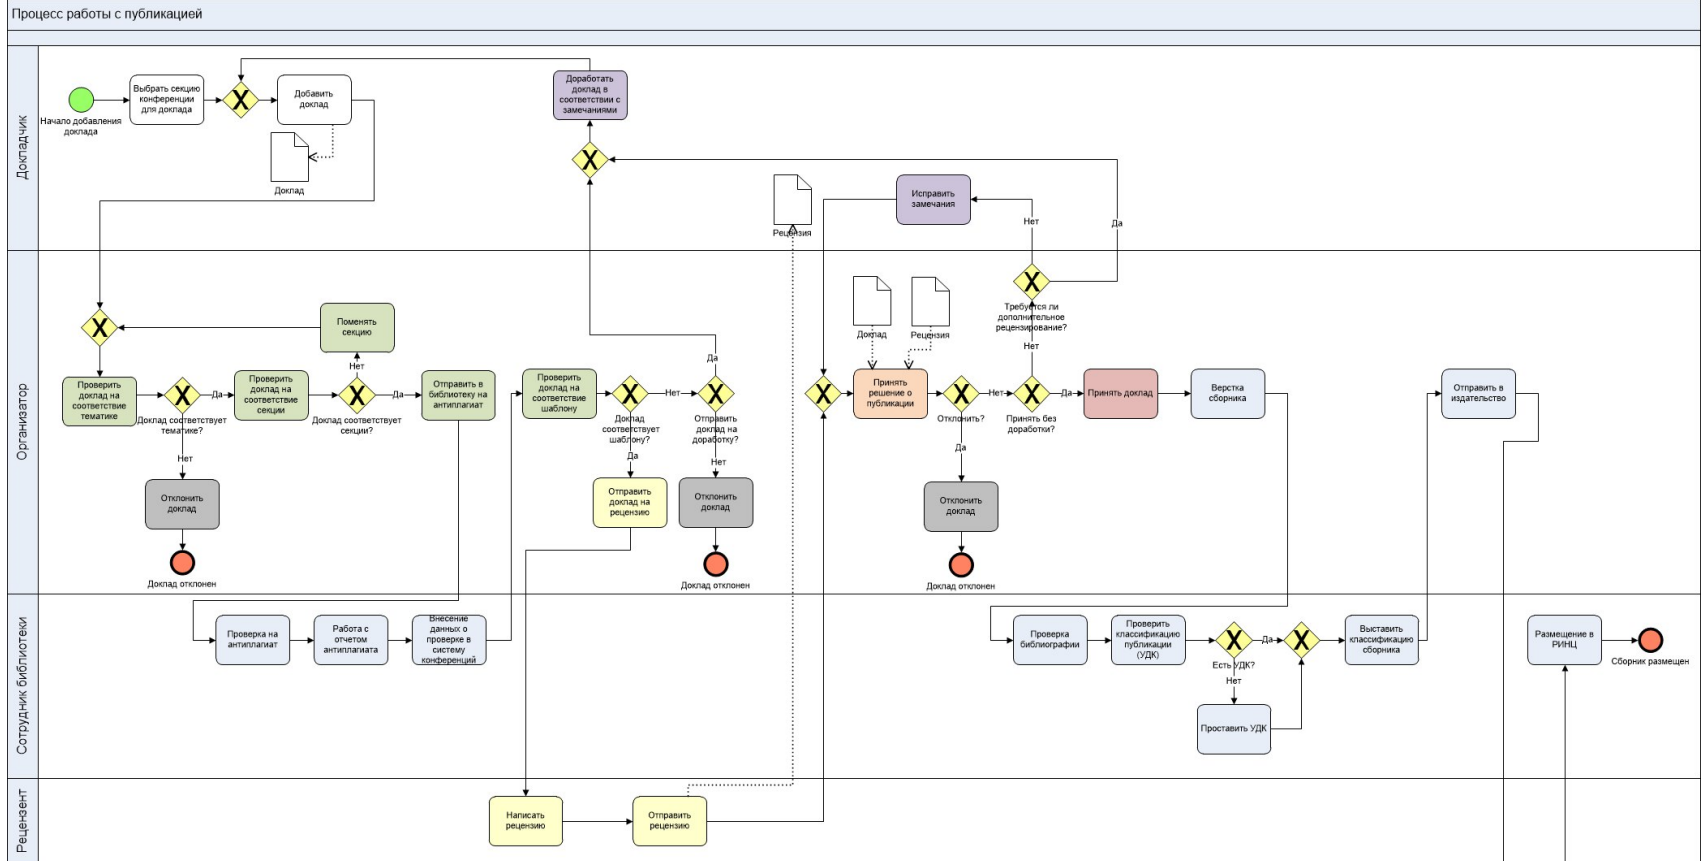 Процесс работы с публикацией
Докладчик
Начало добавления
доклада
Выбрать секцию
конференции
для доклада
Добавить
доклад
Доклад
Доработать
доклад в
соответствии с
замечаниями
Рецензия
Исправить
замечания
Нет
Да
Организатор
Проверить
доклад на
соответствие
тематике
Доклад соответствует
тематике?
Да
Нет
Отклонить
доклад
Доклад отклонен
Проверить
доклад на
соответствие
секции
Доклад соответствует
секции?
Нет
Да
Поменять
секцию
Отправить в
библиотеку на
антиплагиат
Проверить
доклад на
соответствие
шаблону
Доклад
соответствует
шаблону?
Нет
Да
Отправить
доклад на
рецензию
Отправить
доклад на
доработку?
Да
Нет
Отклонить
доклад
Доклад отклонен
Доклад
Рецензия
Принять
решение о
публикации
Отклонить?
Нет
Да
Отклонить
доклад
Доклад отклонен
Требуется ли
дополнительное
рецензирование?
Нет
Принять без
доработки?
Да
Принять доклад
Верстка
сборника
Отправить в
издательство
Сотрудник библиотеки
Проверка на
антиплагиат
Работа с
отчетом
антиплагиата
Внесение
данных о
проверке в
систему
конференций
Проверка
библиографии
Проверить
классификацию
публикации
(УДК)
Есть УДК?
Да
Нет
Проставить УДК
Выставить
классификацию
сборника
Размещение в
РИНЦ
Сборник размещен
Рецензент
Написать
рецензию
Отправить
рецензию